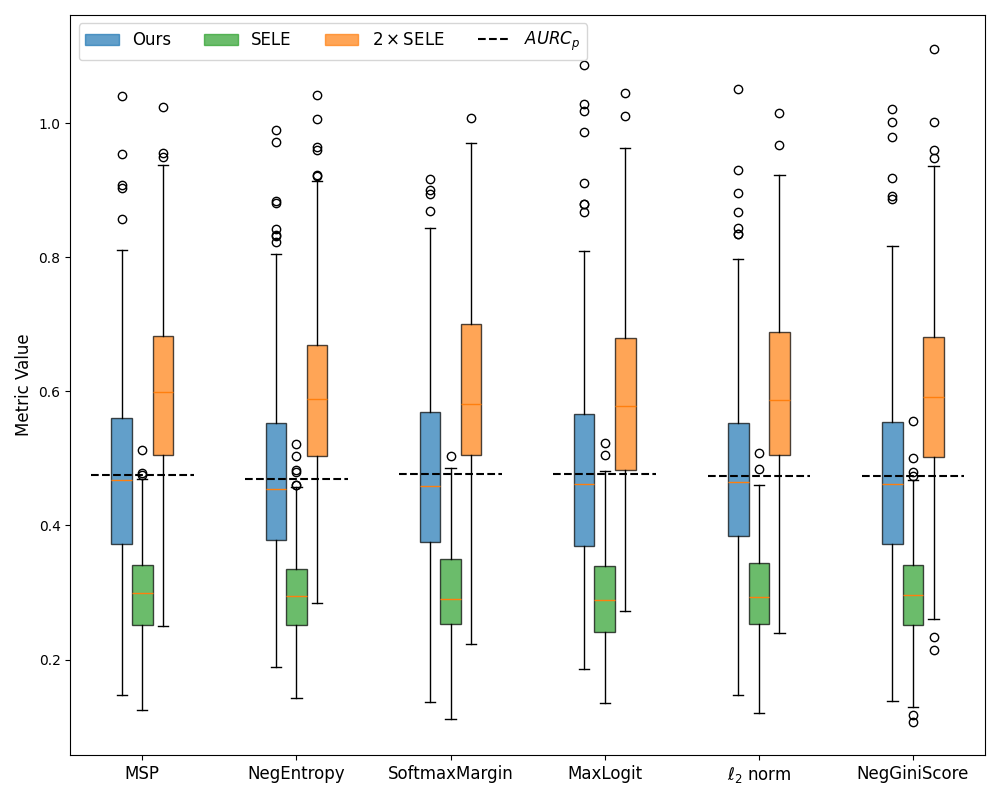 Ours SELE 2 × SELE AURC_p
Metric Value
1.0
0.8
0.6
0.4
0.2
MSP NegEntropy SoftmaxMargin MaxLogit ℓ₂ norm NegGiniScore